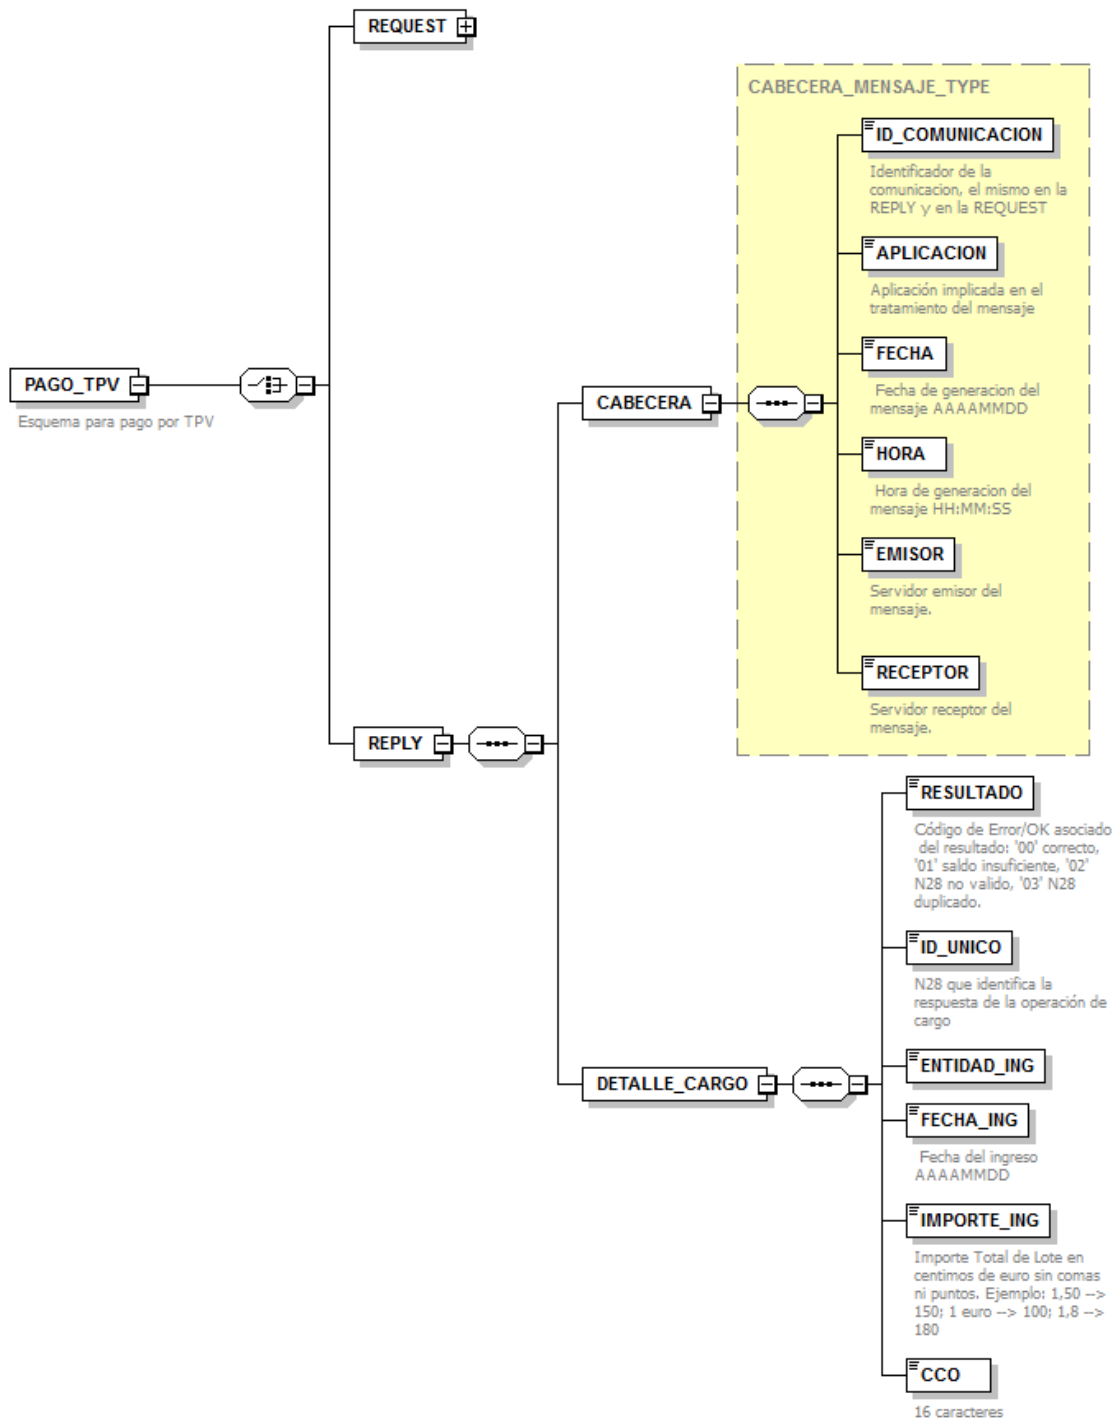 REQUEST
CABECERA_MENSAJE_TYPE
ID_COMUNICACION
Identificador de la
comunicacion, el mismo en la
REPLY y en la REQUEST
APLICACION
Aplicación implicada en el
tratamiento del mensaje
FECHA
Fecha de generacion del
mensaje AAAAMMDD
PAGO_TPV
Esquema para pago por TPV
CABECERA
HORA
Hora de generacion del
mensaje HH:MM:SS
EMISOR
Servidor emisor del
mensaje.
RECEPTOR
Servidor receptor del
mensaje.
REPLY
RESULTADO
Código de Error/OK asociado
del resultado: '00' correcto,
'01' saldo insuficiente, '02'
N28 no valido, '03' N28
duplicado.
ID_UNICO
N28 que identifica la
respuesta de la operación de
cargo
ENTIDAD_ING
DETALLE_CARGO
FECHA_ING
Fecha del ingreso
AAAAMMDD
IMPORTE_ING
Importe Total de Lote en
centimos de euro sin comas
ni puntos. Ejemplo: 1,50 -->
150; 1 euro --> 100; 1,8 -->
180
CCO
16 caracteres